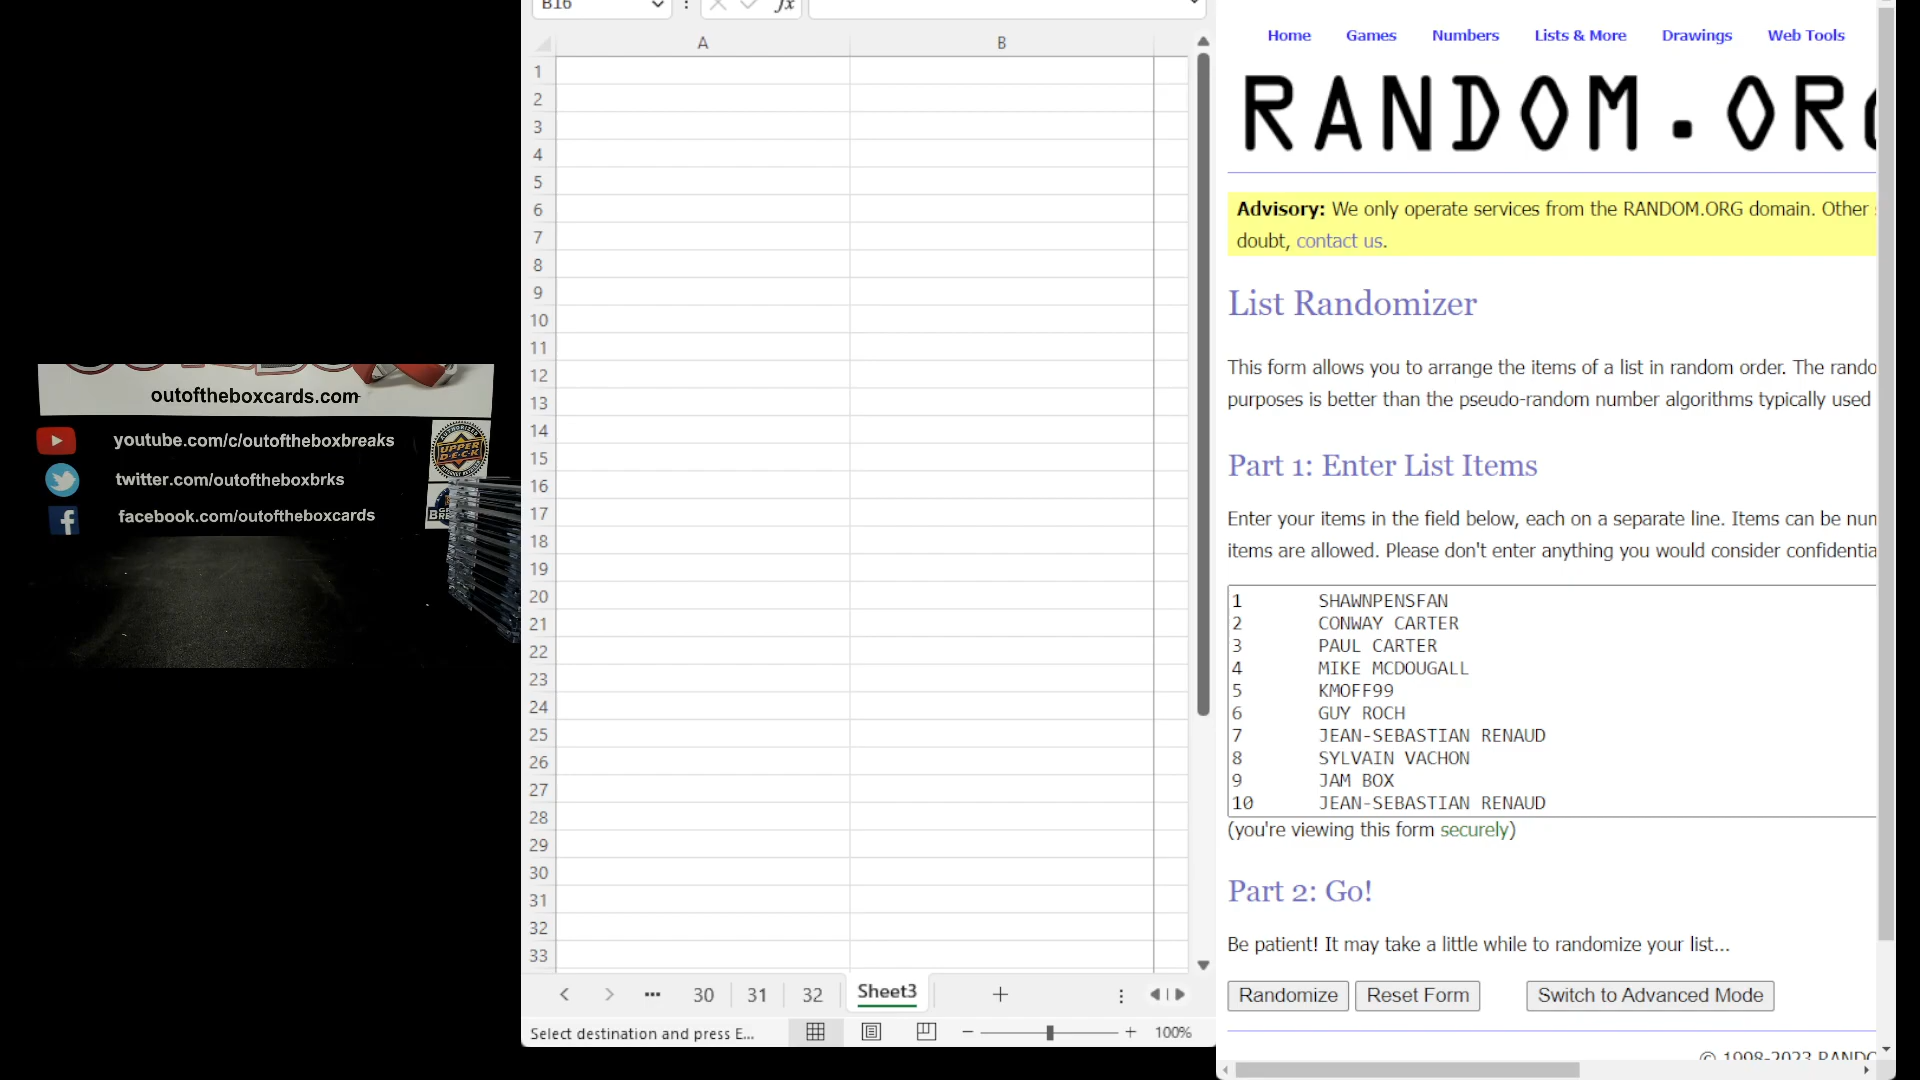 outoftheboxcards.com
youtube.com/c/outoftheboxbreaks
twitter.com/outoftheboxbrks
facebook.com/outoftheboxcards
AUTHORIZED
UPPER DECK
B16
fx
A B
1
2
3
4
5
6
7
8
9
10
11
12
13
14
15
16
17
18
19
20
21
22
23
24
25
26
27
28
29
30
31
32
33
30 31 32 Sheet3
Select destination and press E... 100%
Home Games Numbers Lists & More Drawings Web Tools
RANDOM.ORG
Advisory: We only operate services from the RANDOM.ORG domain. Other
doubt, contact us.
List Randomizer
This form allows you to arrange the items of a list in random order. The rando
purposes is better than the pseudo-random number algorithms typically used
Part 1: Enter List Items
Enter your items in the field below, each on a separate line. Items can be num
items are allowed. Please don't enter anything you would consider confidentia
1 SHAWNPENSFAN
2 CONWAY CARTER
3 PAUL CARTER
4 MIKE MCDOUGALL
5 KMOFF99
6 GUY ROCH
7 JEAN-SEBASTIAN RENAUD
8 SYLVAIN VACHON
9 JAM BOX
10 JEAN-SEBASTIAN RENAUD
(you're viewing this form securely)
Part 2: Go!
Be patient! It may take a little while to randomize your list...
Randomize Reset Form Switch to Advanced Mode
© 1998-2023 RANDO